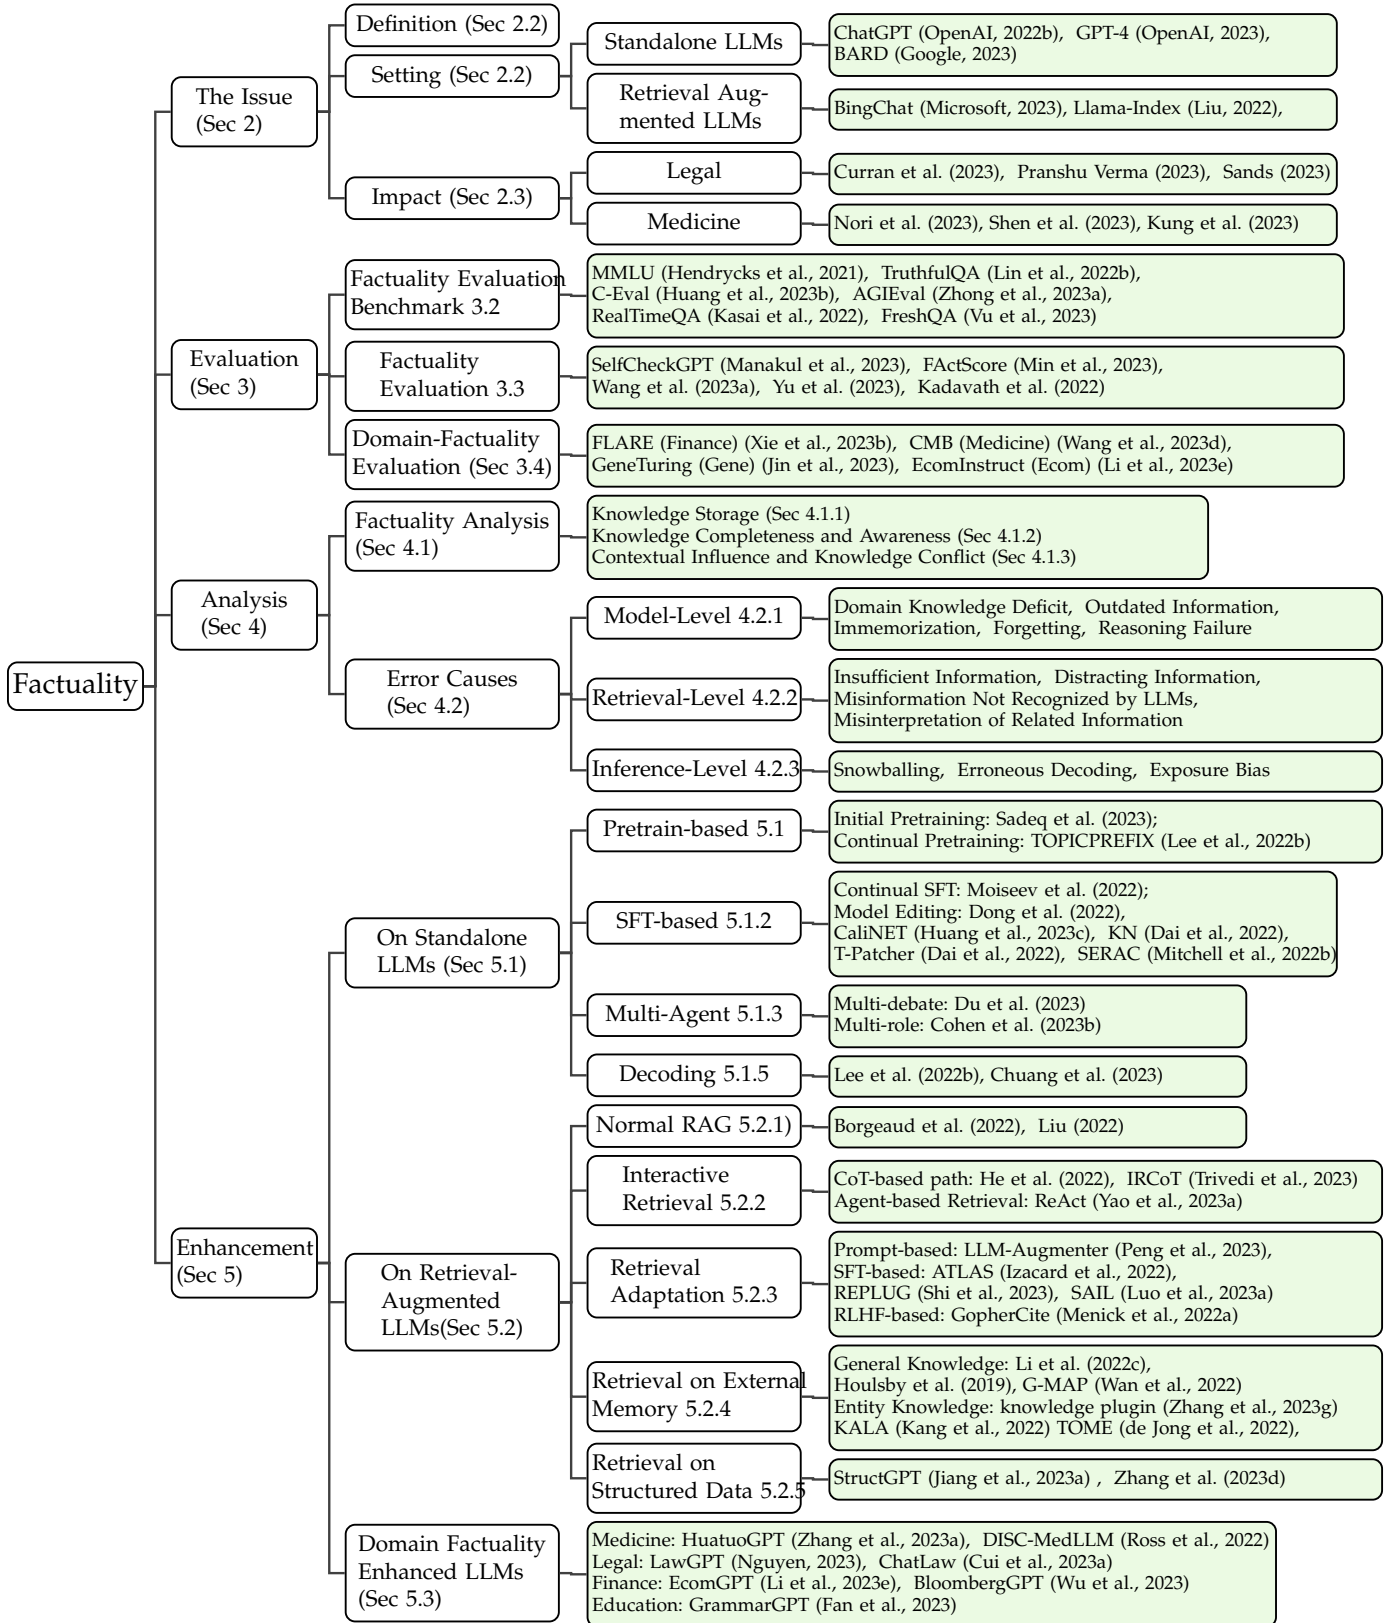 Factuality
The Issue
(Sec 2)
Definition (Sec 2.2)
Setting (Sec 2.2)
Standalone LLMs
ChatGPT (OpenAI, 2022b), GPT-4 (OpenAI, 2023),
BARD (Google, 2023)
Retrieval Aug-
mented LLMs
BingChat (Microsoft, 2023), Llama-Index (Liu, 2022),
Impact (Sec 2.3)
Legal
Curran et al. (2023), Pranshu Verma (2023), Sands (2023)
Medicine
Nori et al. (2023), Shen et al. (2023), Kung et al. (2023)
Evaluation
(Sec 3)
Factuality Evaluation
Benchmark 3.2
MMLU (Hendrycks et al., 2021), TruthfulQA (Lin et al., 2022b),
C-Eval (Huang et al., 2023b), AGIEval (Zhong et al., 2023a),
RealTimeQA (Kasai et al., 2022), FreshQA (Vu et al., 2023)
Factuality
Evaluation 3.3
SelfCheckGPT (Manakul et al., 2023), FActScore (Min et al., 2023),
Wang et al. (2023a), Yu et al. (2023), Kadavath et al. (2022)
Domain-Factuality
Evaluation (Sec 3.4)
FLARE (Finance) (Xie et al., 2023b), CMB (Medicine) (Wang et al., 2023d),
GeneTuring (Gene) (Jin et al., 2023), EcomInstruct (Ecom) (Li et al., 2023e)
Analysis
(Sec 4)
Factuality Analysis
(Sec 4.1)
Knowledge Storage (Sec 4.1.1)
Knowledge Completeness and Awareness (Sec 4.1.2)
Contextual Influence and Knowledge Conflict (Sec 4.1.3)
Error Causes
(Sec 4.2)
Model-Level 4.2.1
Domain Knowledge Deficit, Outdated Information,
Immemorization, Forgetting, Reasoning Failure
Retrieval-Level 4.2.2
Insufficient Information, Distracting Information,
Misinformation Not Recognized by LLMs,
Misinterpretation of Related Information
Inference-Level 4.2.3
Snowballing, Erroneous Decoding, Exposure Bias
Enhancement
(Sec 5)
On Standalone
LLMs (Sec 5.1)
Pretrain-based 5.1
Initial Pretraining: Sadeq et al. (2023);
Continual Pretraining: TOPICPREFIX (Lee et al., 2022b)
SFT-based 5.1.2
Continual SFT: Moiseev et al. (2022);
Model Editing: Dong et al. (2022),
CaliNET (Huang et al., 2023c), KN (Dai et al., 2022),
T-Patcher (Dai et al., 2022), SERAC (Mitchell et al., 2022b)
Multi-Agent 5.1.3
Multi-debate: Du et al. (2023)
Multi-role: Cohen et al. (2023b)
Decoding 5.1.5
Lee et al. (2022b), Chuang et al. (2023)
On Retrieval-
Augmented
LLMs(Sec 5.2)
Normal RAG 5.2.1)
Borgeaud et al. (2022), Liu (2022)
Interactive
Retrieval 5.2.2
CoT-based path: He et al. (2022), IRCoT (Trivedi et al., 2023)
Agent-based Retrieval: ReAct (Yao et al., 2023a)
Retrieval
Adaptation 5.2.3
Prompt-based: LLM-Augmenter (Peng et al., 2023),
SFT-based: ATLAS (Izacard et al., 2022),
REPLUG (Shi et al., 2023), SAIL (Luo et al., 2023a)
RLHF-based: GopherCite (Menick et al., 2022a)
Retrieval on External
Memory 5.2.4
General Knowledge: Li et al. (2022c),
Houlsby et al. (2019), G-MAP (Wan et al., 2022)
Entity Knowledge: knowledge plugin (Zhang et al., 2023g)
KALA (Kang et al., 2022) TOME (de Jong et al., 2022),
Retrieval on
Structured Data 5.2.5
StructGPT (Jiang et al., 2023a) , Zhang et al. (2023d)
Domain Factuality
Enhanced LLMs
(Sec 5.3)
Medicine: HuatuoGPT (Zhang et al., 2023a), DISC-MedLLM (Ross et al., 2022)
Legal: LawGPT (Nguyen, 2023), ChatLaw (Cui et al., 2023a)
Finance: EcomGPT (Li et al., 2023e), BloombergGPT (Wu et al., 2023)
Education: GrammarGPT (Fan et al., 2023)